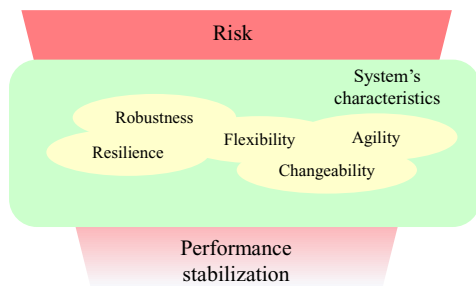 Risk
System’s
characteristics
Robustness
Flexibility
Agility
Resilience
Changeability
Performance
stabilization